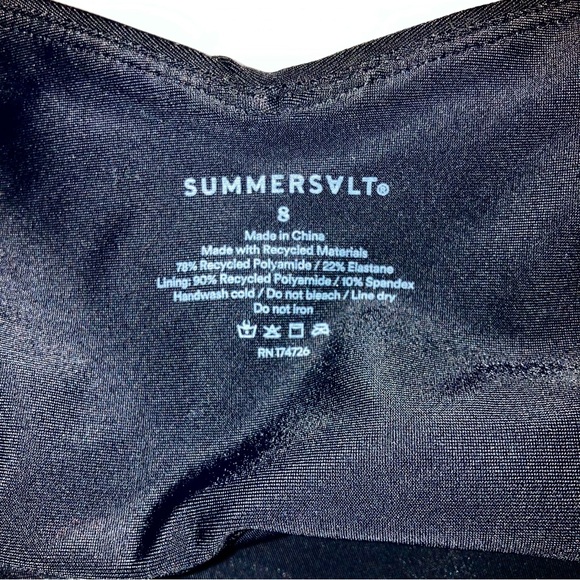 SUMMERSⱯLT®
8
Made in China
Made with Recycled Materials
78% Recycled Polyamide / 22% Elastane
Lining: 90% Recycled Polyamide / 10% Spandex
Handwash cold / Do not bleach / Line dry
Do not Iron
RN 174726